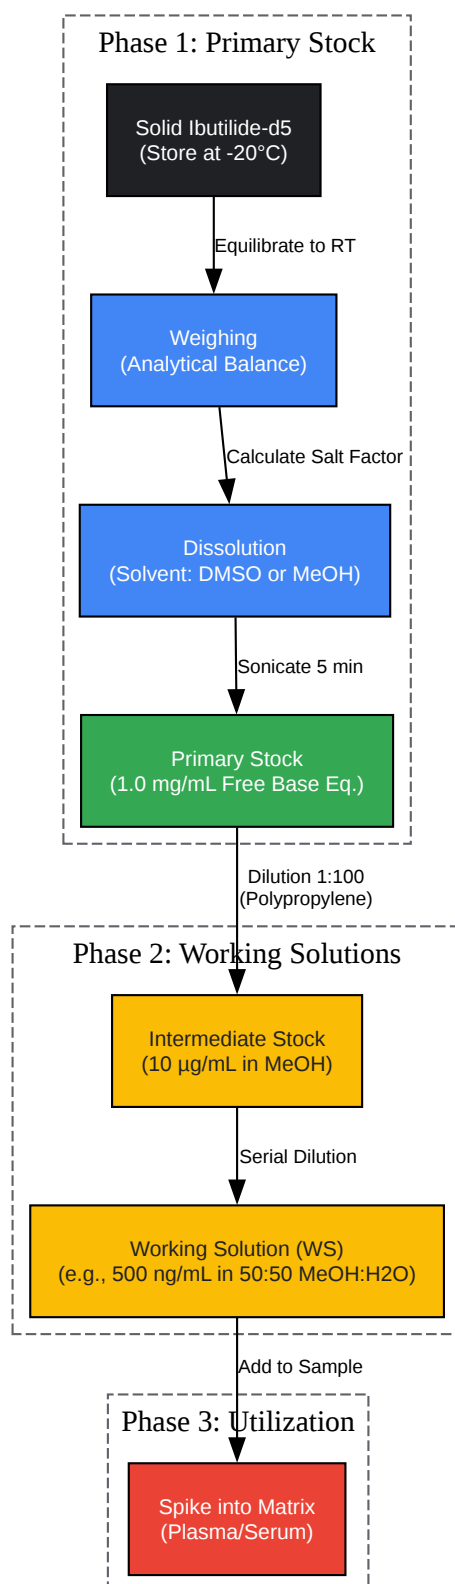 Phase 1: Primary Stock
Solid Ibutilide-d5
(Store at -20°C)
Equilibrate to RT
Weighing
(Analytical Balance)
Calculate Salt Factor
Dissolution
(Solvent: DMSO or MeOH)
Sonicate 5 min
Primary Stock
(1.0 mg/mL Free Base Eq.)
Dilution 1:100
(Polypropylene)
Phase 2: Working Solutions
Intermediate Stock
(10 µg/mL in MeOH)
Serial Dilution
Working Solution (WS)
(e.g., 500 ng/mL in 50:50 MeOH:H2O)
Add to Sample
Phase 3: Utilization
Spike into Matrix
(Plasma/Serum)